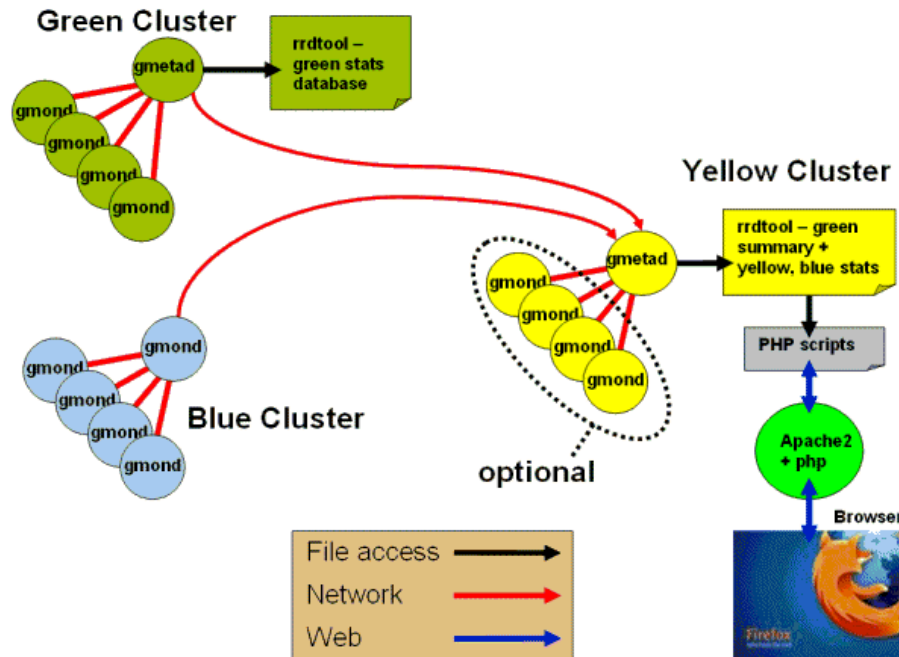 Green Cluster
gmetad
rrdtool –
green stats
database
gmond
gmond
gmond
gmond
Yellow Cluster
rrdtool – green
summary +
yellow, blue stats
gmetad
gmond
gmond
gmond
gmond
optional
PHP scripts
Apache2
+ php
Browser
gmond
gmond
gmond
gmond
gmond
Blue Cluster
File access
Network
Web
Firefox